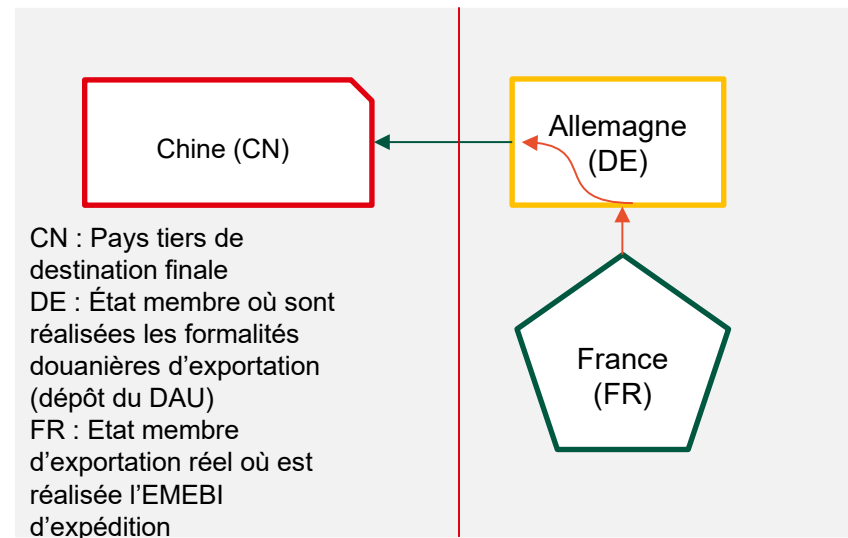 Chine (CN)
Allemagne
(DE)
CN : Pays tiers de
destination finale
DE : État membre où sont
réalisées les formalités
douanières d’exportation
(dépôt du DAU)
FR : Etat membre
d’exportation réel où est
réalisée l’EMEBI
d’expédition
France
(FR)